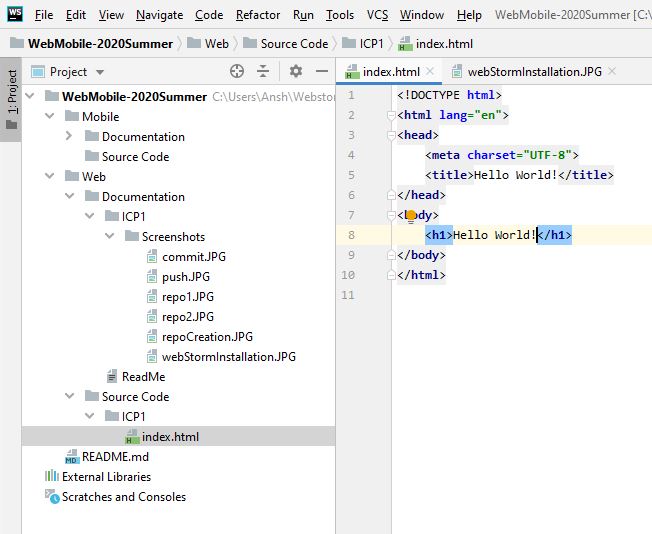 WS File Edit View Navigate Code Refactor Run Tools VCS Window Help WebMobile-2020Summer [C:\
WebMobile-2020Summer Web Source Code ICP1 index.html
1: Project
Project
index.html webStormInstallation.JPG
WebMobile-2020Summer C:\Users\Ansh\Webstor
Mobile
Documentation
Source Code
Web
Documentation
ICP1
Screenshots
commit.JPG
push.JPG
repo1.JPG
repo2.JPG
repoCreation.JPG
webStormInstallation.JPG
ReadMe
Source Code
ICP1
index.html
README.md
External Libraries
Scratches and Consoles
1 <!DOCTYPE html>
2 <html lang="en">
3 <head>
4 <meta charset="UTF-8">
5 <title>Hello World!</title>
6 </head>
7 <body>
8 <h1>Hello World!</h1>
9 </body>
10 </html>
11